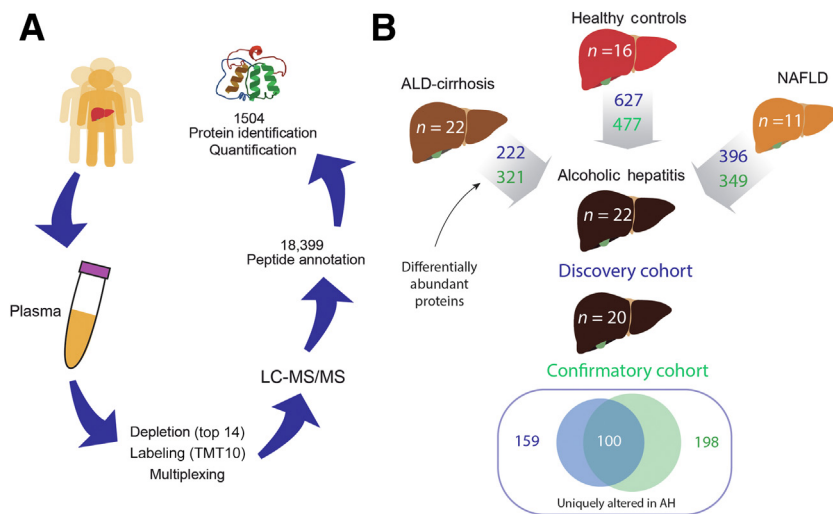 A
1504
Protein identification
Quantification
18,399
Peptide annotation
Plasma
LC-MS/MS
Depletion (top 14)
Labeling (TMT10)
Multiplexing
B
Healthy controls
n = 16
ALD-cirrhosis
n = 22
NAFLD
n = 11
627
477
222
321
396
349
Alcoholic hepatitis
n = 22
Differentially
abundant
proteins
Discovery cohort
n = 20
Confirmatory cohort
159
100
198
Uniquely altered in AH